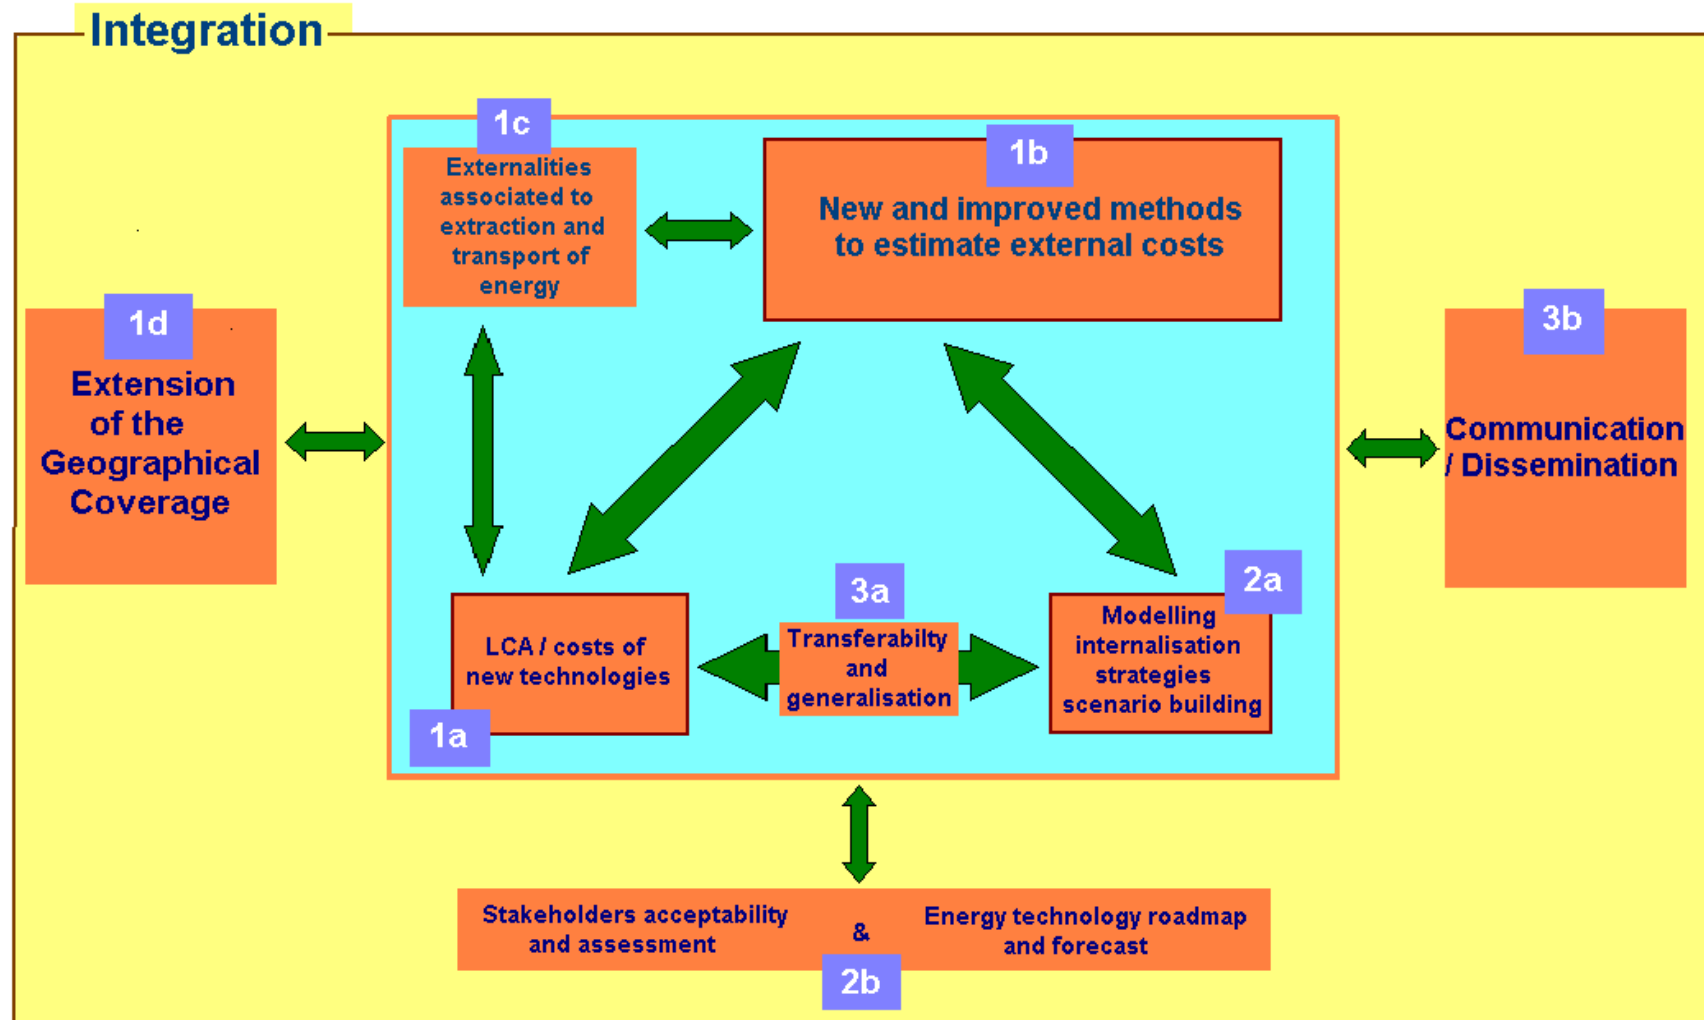 Integration
1c
Externalities
associated to
extraction and
transport of
energy
1b
New and improved methods
to estimate external costs
1d
Extension
of the
Geographical
Coverage
3b
Communication
/ Dissemination
LCA / costs of
new technologies
1a
3a
Transferabilty
and
generalisation
2a
Modelling
internalisation
strategies
scenario building
Stakeholders acceptability
and assessment
&
Energy technology roadmap
and forecast
2b